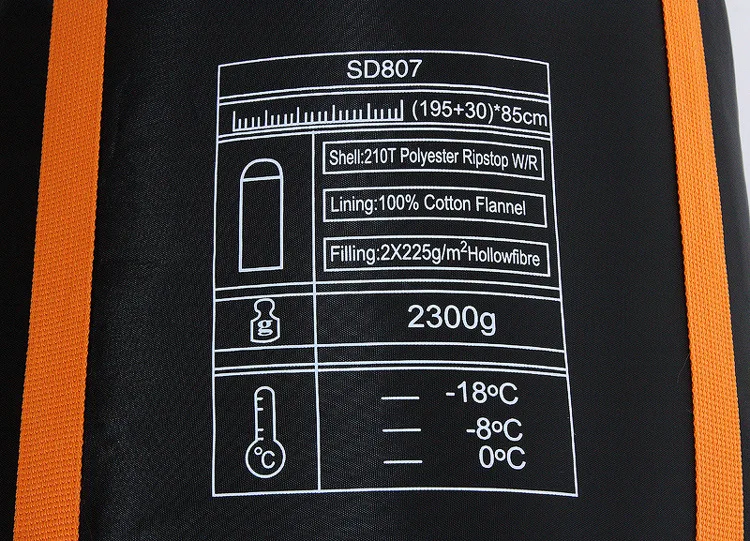 SD807
(195+30)*85cm
Shell:210T Polyester Ripstop W/R
Lining:100% Cotton Flannel
Filling:2X225g/m²Hollowfibre
g
2300g
-18ºC
-8ºC
ºC
0ºC